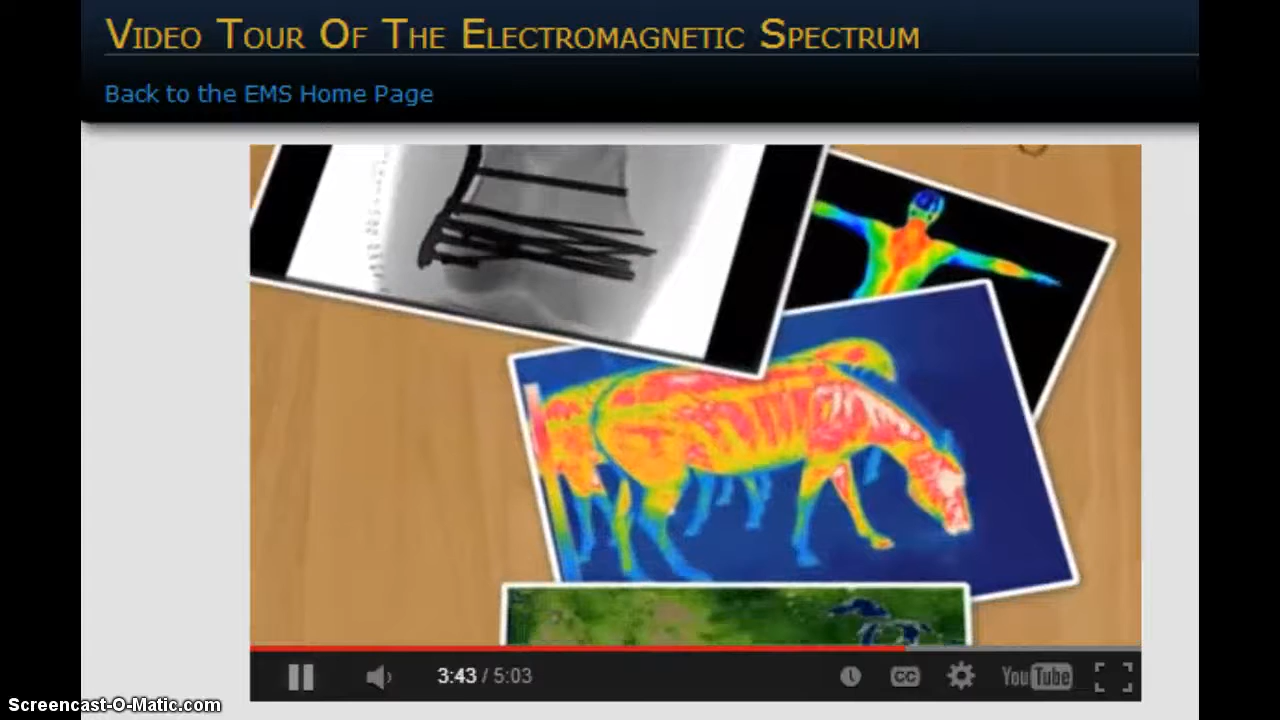 VIDEO TOUR OF THE ELECTROMAGNETIC SPECTRUM
Back to the EMS Home Page
3:43 / 5:03
CC
YouTube
Screencast-O-Matic.com